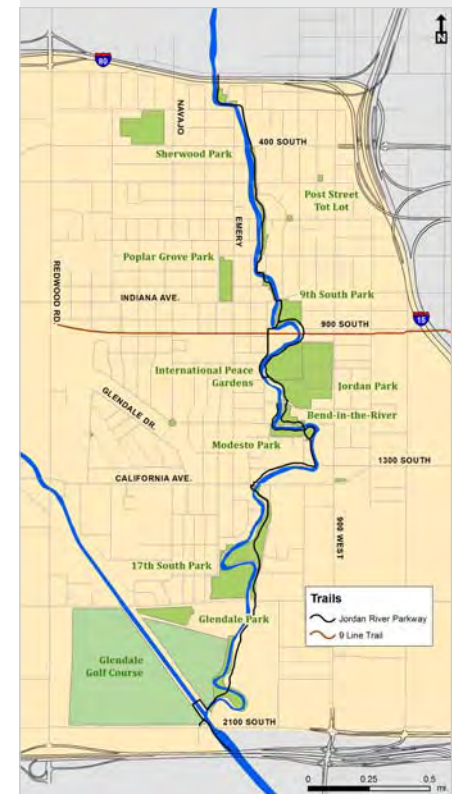 N
80
NAVAJO
400 SOUTH
Sherwood Park
Post Street
Tot Lot
EMERY
Poplar Grove Park
REDWOOD RD
INDIANA AVE.
9th South Park
15
900 SOUTH
International Peace
Gardens
Jordan Park
GLENDALE DR.
Bend-in-the-River
Modesto Park
1300 SOUTH
CALIFORNIA AVE.
900 WEST
17th South Park
Trails
Jordan River Parkway
9 Line Trail
Glendale Park
Glendale
Golf Course
2100 SOUTH
0 0.25 0.5
mi.